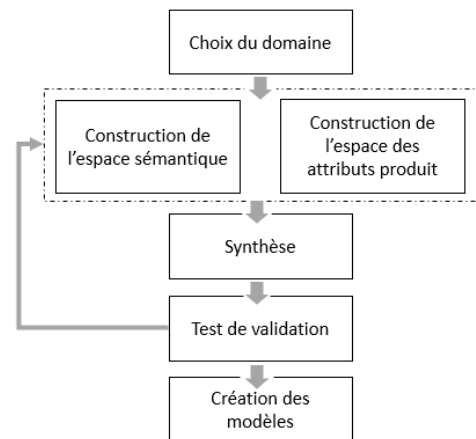 Choix du domaine
Construction de
l'espace sémantique
Construction de
l'espace des
attributs produit
Synthèse
Test de validation
Création des
modèles